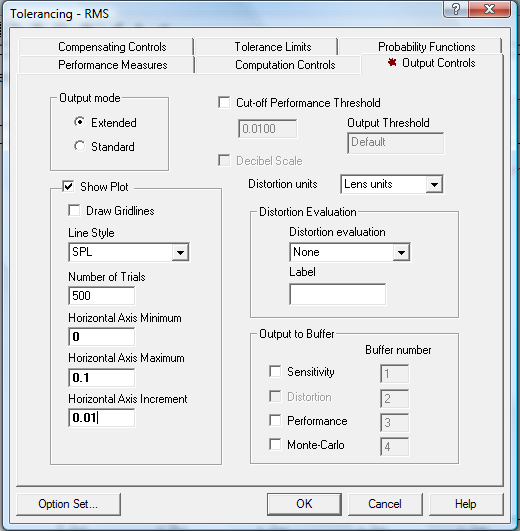 Tolerancing - RMS
Compensating Controls
Tolerance Limits
Probability Functions
Performance Measures
Computation Controls
Output Controls
Output mode
Extended
Standard
Cut-off Performance Threshold
0.0100
Output Threshold
Default
Decibel Scale
Distortion units
Lens units
Show Plot
Draw Gridlines
Line Style
SPL
Number of Trials
500
Horizontal Axis Minimum
0
Horizontal Axis Maximum
0.1
Horizontal Axis Increment
0.01
Distortion Evaluation
Distortion evaluation
None
Label
Output to Buffer
Buffer number
Sensitivity
1
Distortion
2
Performance
3
Monte-Carlo
4
Option Set...
OK
Cancel
Help